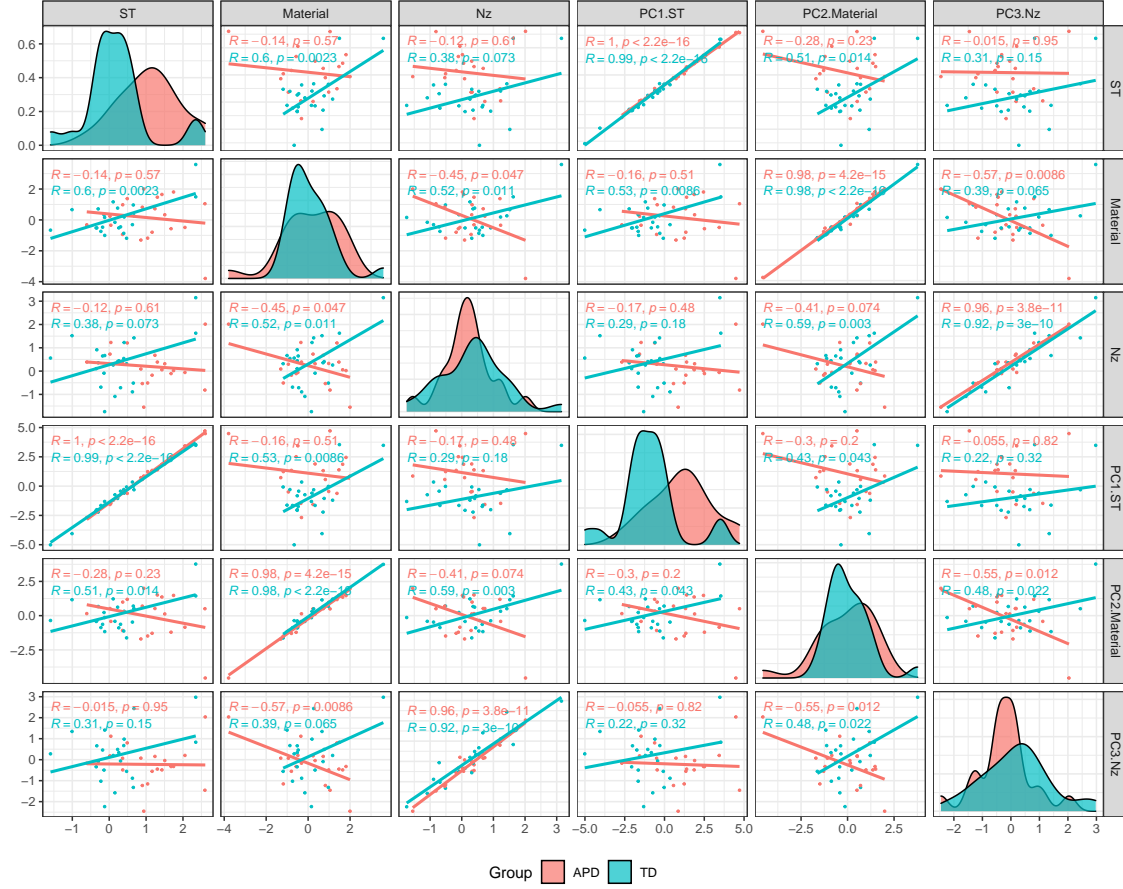 ST Material Nz PC1.ST PC2.Material PC3.Nz
0.6
0.4
0.2
0.0
R = −0.14, p = 0.57
R = 0.6, p = 0.0023
R = −0.12, p = 0.61
R = 0.38, p = 0.073
R = 1, p < 2.2e−16
R = 0.99, p < 2.2e−16
R = −0.28, p = 0.23
R = 0.51, p = 0.014
R = −0.015, p = 0.95
R = 0.31, p = 0.15
ST
2
0
−2
−4
R = −0.14, p = 0.57
R = 0.6, p = 0.0023
R = −0.45, p = 0.047
R = 0.52, p = 0.011
R = −0.16, p = 0.51
R = 0.53, p = 0.0086
R = 0.98, p = 4.2e−15
R = 0.98, p < 2.2e−16
R = −0.57, p = 0.0086
R = 0.39, p = 0.065
Material
3
2
1
0
−1
R = −0.12, p = 0.61
R = 0.38, p = 0.073
R = −0.45, p = 0.047
R = 0.52, p = 0.011
R = −0.17, p = 0.48
R = 0.29, p = 0.18
R = −0.41, p = 0.074
R = 0.59, p = 0.003
R = 0.96, p = 3.8e−11
R = 0.92, p = 3e−10
Nz
5.0
2.5
0.0
−2.5
−5.0
R = 1, p < 2.2e−16
R = 0.99, p < 2.2e−16
R = −0.16, p = 0.51
R = 0.53, p = 0.0086
R = −0.17, p = 0.48
R = 0.29, p = 0.18
R = −0.3, p = 0.2
R = 0.43, p = 0.043
R = −0.055, p = 0.82
R = 0.22, p = 0.32
PC1.ST
2.5
0.0
−2.5
R = −0.28, p = 0.23
R = 0.51, p = 0.014
R = 0.98, p = 4.2e−15
R = 0.98, p < 2.2e−16
R = −0.41, p = 0.074
R = 0.59, p = 0.003
R = −0.3, p = 0.2
R = 0.43, p = 0.043
R = −0.55, p = 0.012
R = 0.48, p = 0.022
PC2.Material
3
2
1
0
−1
−2
R = −0.015, p = 0.95
R = 0.31, p = 0.15
R = −0.57, p = 0.0086
R = 0.39, p = 0.065
R = 0.96, p = 3.8e−11
R = 0.92, p = 3e−10
R = −0.055, p = 0.82
R = 0.22, p = 0.32
R = −0.55, p = 0.012
R = 0.48, p = 0.022
PC3.Nz
−1 0 1 2 −4 −2 0 2 −1 0 1 2 3 −5.0 −2.5 0.0 2.5 5.0 −2.5 0.0 2.5 −2 −1 0 1 2 3
Group APD TD